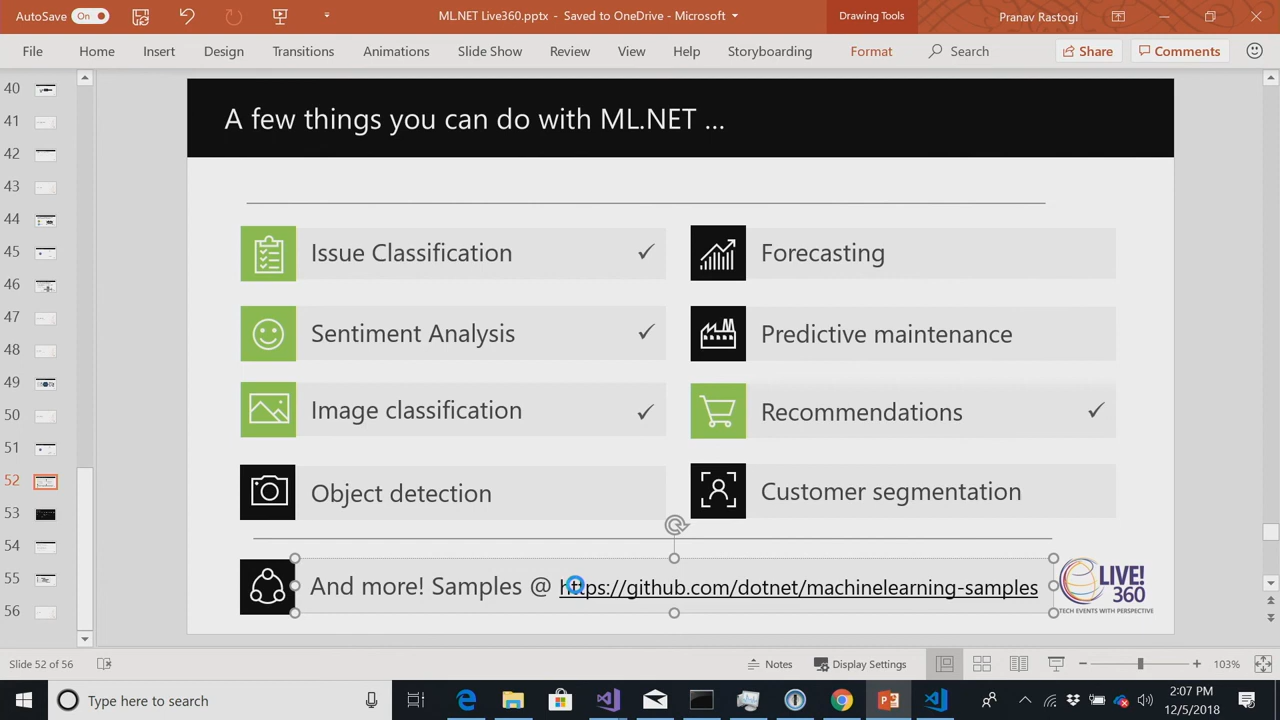 AutoSave On
ML.NET Live360.pptx - Saved to OneDrive - Microsoft
Drawing Tools
Pranav Rastogi
File Home Insert Design Transitions Animations Slide Show Review View Help Storyboarding Format Search Share Comments
40
41
42
43
44
45
46
47
48
49
50
51
52
53
54
55
56
A few things you can do with ML.NET ...
Issue Classification ✓
Forecasting
Sentiment Analysis ✓
Predictive maintenance
Image classification ✓
Recommendations ✓
Object detection
Customer segmentation
And more! Samples @ https://github.com/dotnet/machinelearning-samples
LIVE!
360
TECH EVENTS WITH PERSPECTIVE
Slide 52 of 56
Notes
Display Settings
103%
Type here to search
2:07 PM
12/5/2018